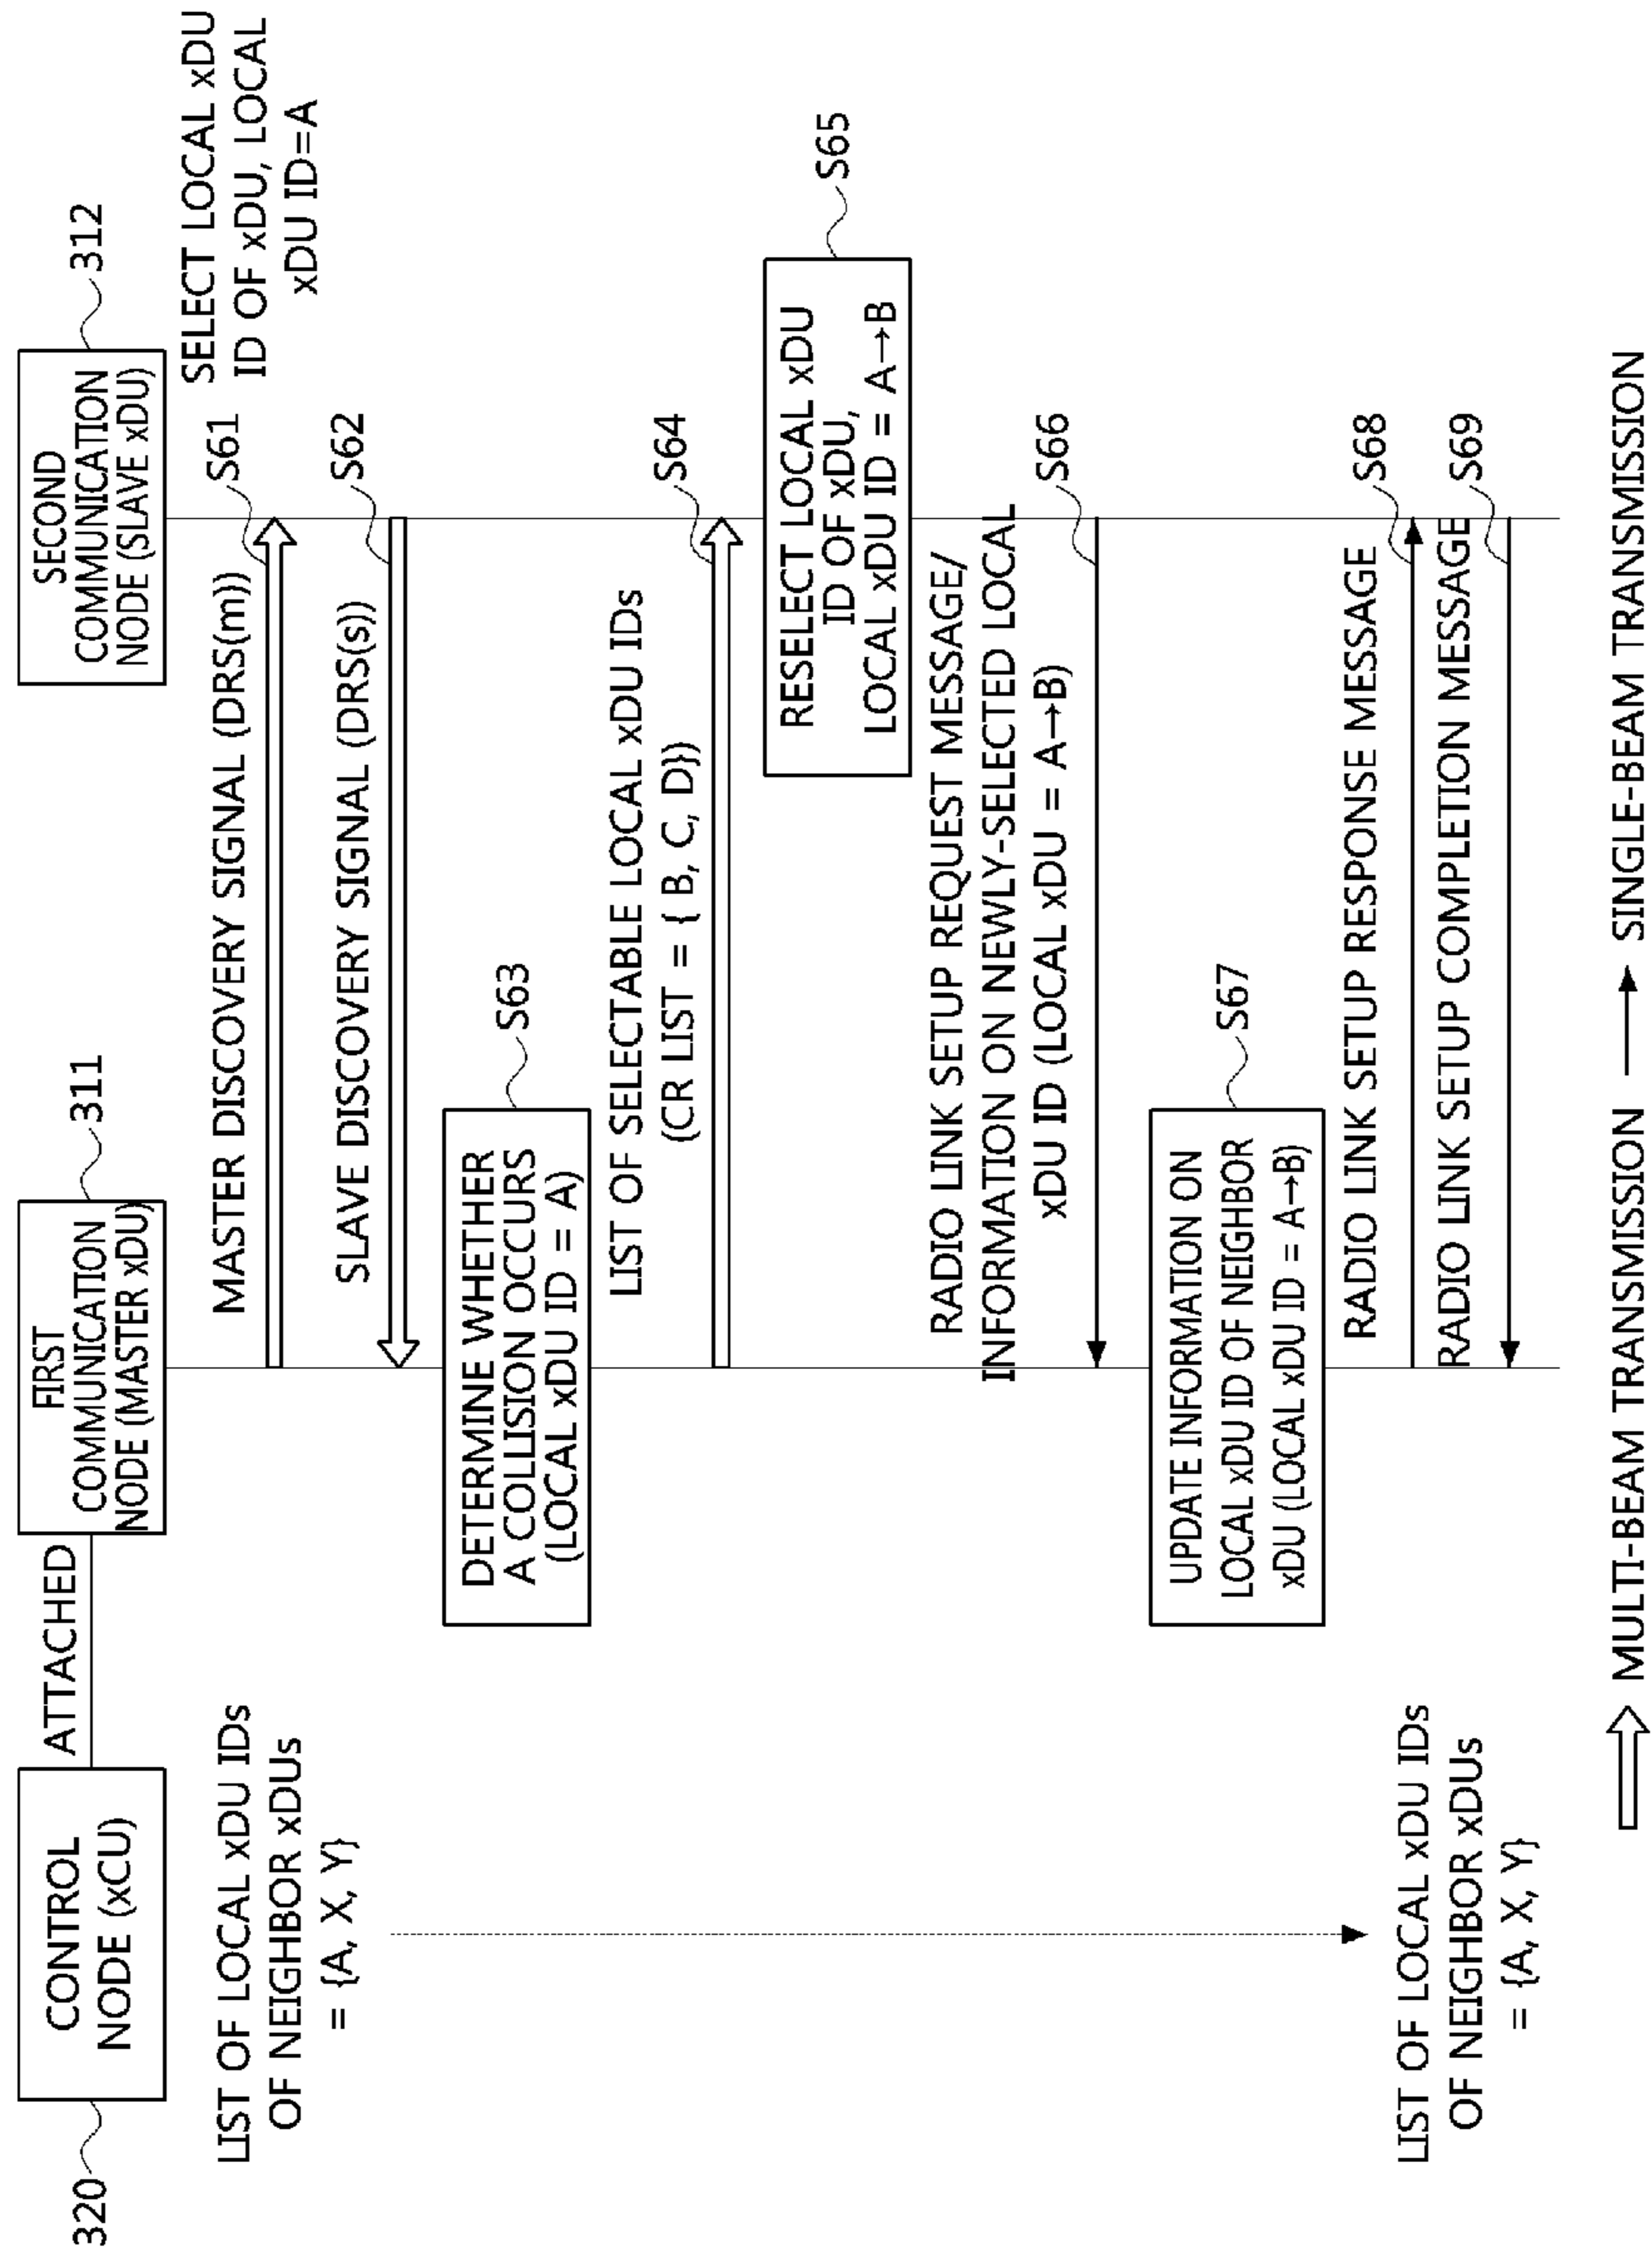 320
CONTROL
NODE (xCU)
ATTACHED
FIRST
COMMUNICATION
NODE (MASTER xDU)
311
SECOND
COMMUNICATION
NODE (SLAVE xDU)
312
LIST OF LOCAL xDU IDs
OF NEIGHBOR xDUs
= {A, X, Y}
SELECT LOCAL xDU
ID OF xDU, LOCAL
xDU ID=A
MASTER DISCOVERY SIGNAL (DRS(m))
S61
SLAVE DISCOVERY SIGNAL (DRS(s))
S62
DETERMINE WHETHER
A COLLISION OCCURS
(LOCAL xDU ID = A)
S63
LIST OF SELECTABLE LOCAL xDU IDs
(CR LIST = { B, C, D})
S64
RESELECT LOCAL xDU
ID OF xDU,
LOCAL xDU ID = A→B
S65
RADIO LINK SETUP REQUEST MESSAGE/
INFORMATION ON NEWLY-SELECTED LOCAL
xDU ID (LOCAL xDU = A→B)
S66
UPDATE INFORMATION ON
LOCAL xDU ID OF NEIGHBOR
xDU (LOCAL xDU ID = A→B)
S67
RADIO LINK SETUP RESPONSE MESSAGE
S68
RADIO LINK SETUP COMPLETION MESSAGE
S69
LIST OF LOCAL xDU IDs
OF NEIGHBOR xDUs
= {A, X, Y}
MULTI-BEAM TRANSMISSION
SINGLE-BEAM TRANSMISSION